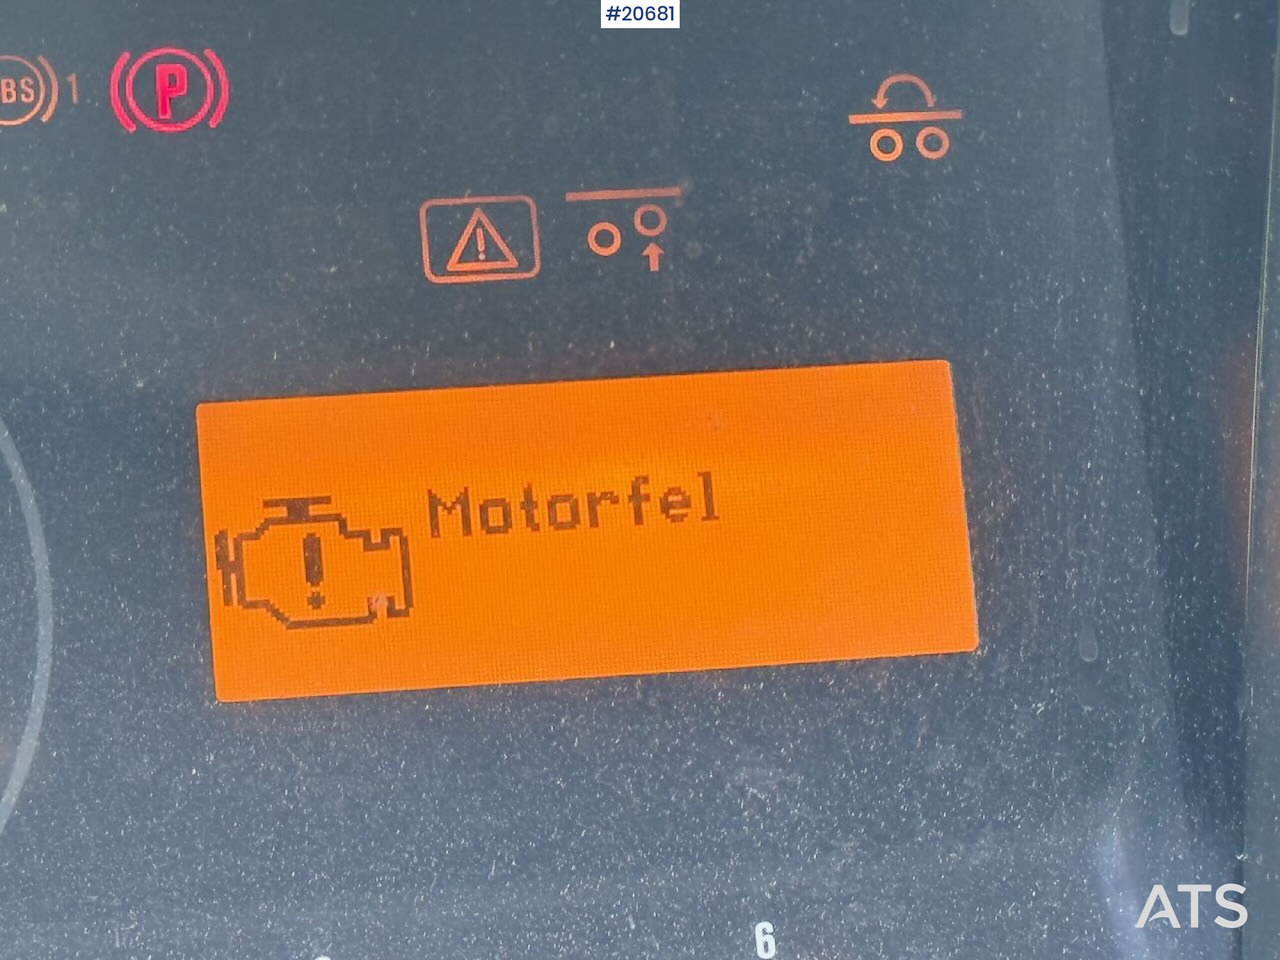 #20681
BS 1
P
Motorfel
6
ATS